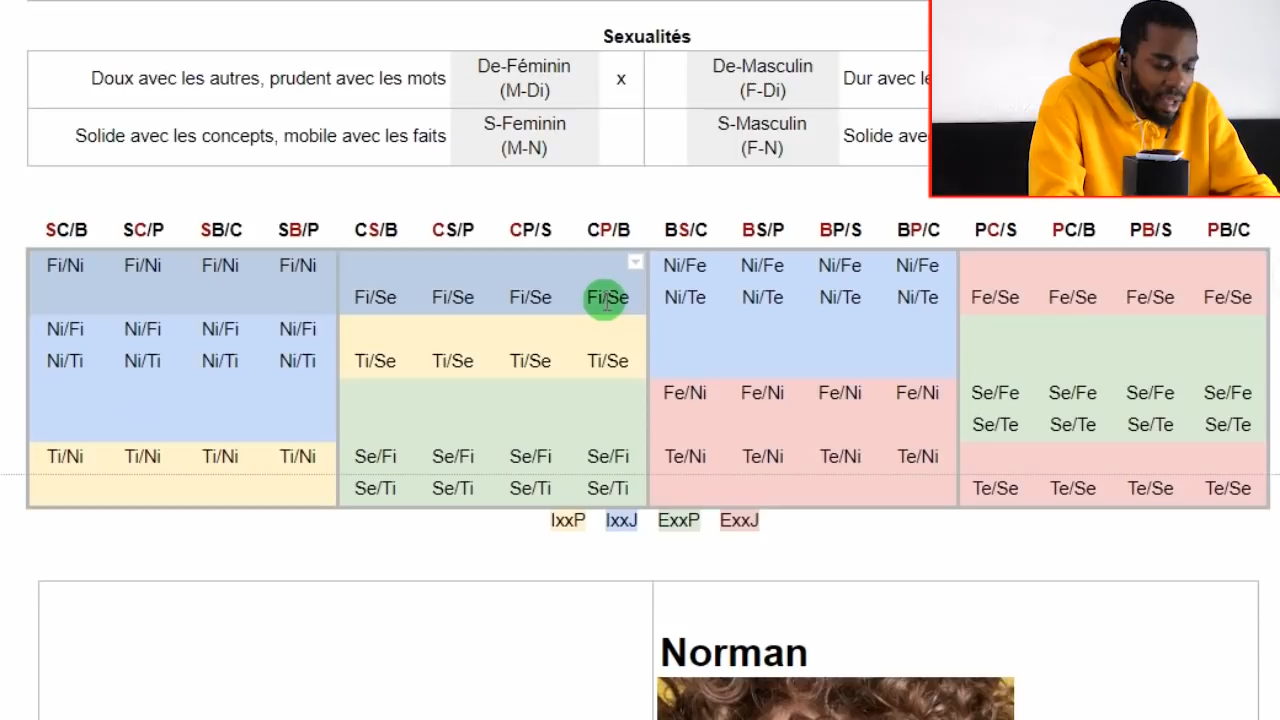 Sexualités
Doux avec les autres, prudent avec les mots De-Féminin (M-Di) x De-Masculin (F-Di) Dur avec
Solide avec les concepts, mobile avec les faits S-Feminin (M-N) S-Masculin (F-N) Solide
SC/B SC/P SB/C SB/P CS/B CS/P CP/S CP/B BS/C BS/P BP/S BP/C PC/S PC/B PB/S PB/C
Fi/Ni Fi/Ni Fi/Ni Fi/Ni Ni/Fe Ni/Fe Ni/Fe Ni/Fe
Fi/Se Fi/Se Fi/Se Fi/Se Ni/Te Ni/Te Ni/Te Ni/Te Fe/Se Fe/Se Fe/Se Fe/Se
Ni/Fi Ni/Fi Ni/Fi Ni/Fi
Ni/Ti Ni/Ti Ni/Ti Ni/Ti Ti/Se Ti/Se Ti/Se Ti/Se
Fe/Ni Fe/Ni Fe/Ni Fe/Ni Se/Fe Se/Fe Se/Fe Se/Fe
Se/Te Se/Te Se/Te Se/Te
Ti/Ni Ti/Ni Ti/Ni Ti/Ni Se/Fi Se/Fi Se/Fi Se/Fi Te/Ni Te/Ni Te/Ni Te/Ni
Se/Ti Se/Ti Se/Ti Se/Ti Te/Se Te/Se Te/Se Te/Se
IxxP IxxJ ExxP ExxJ
Norman